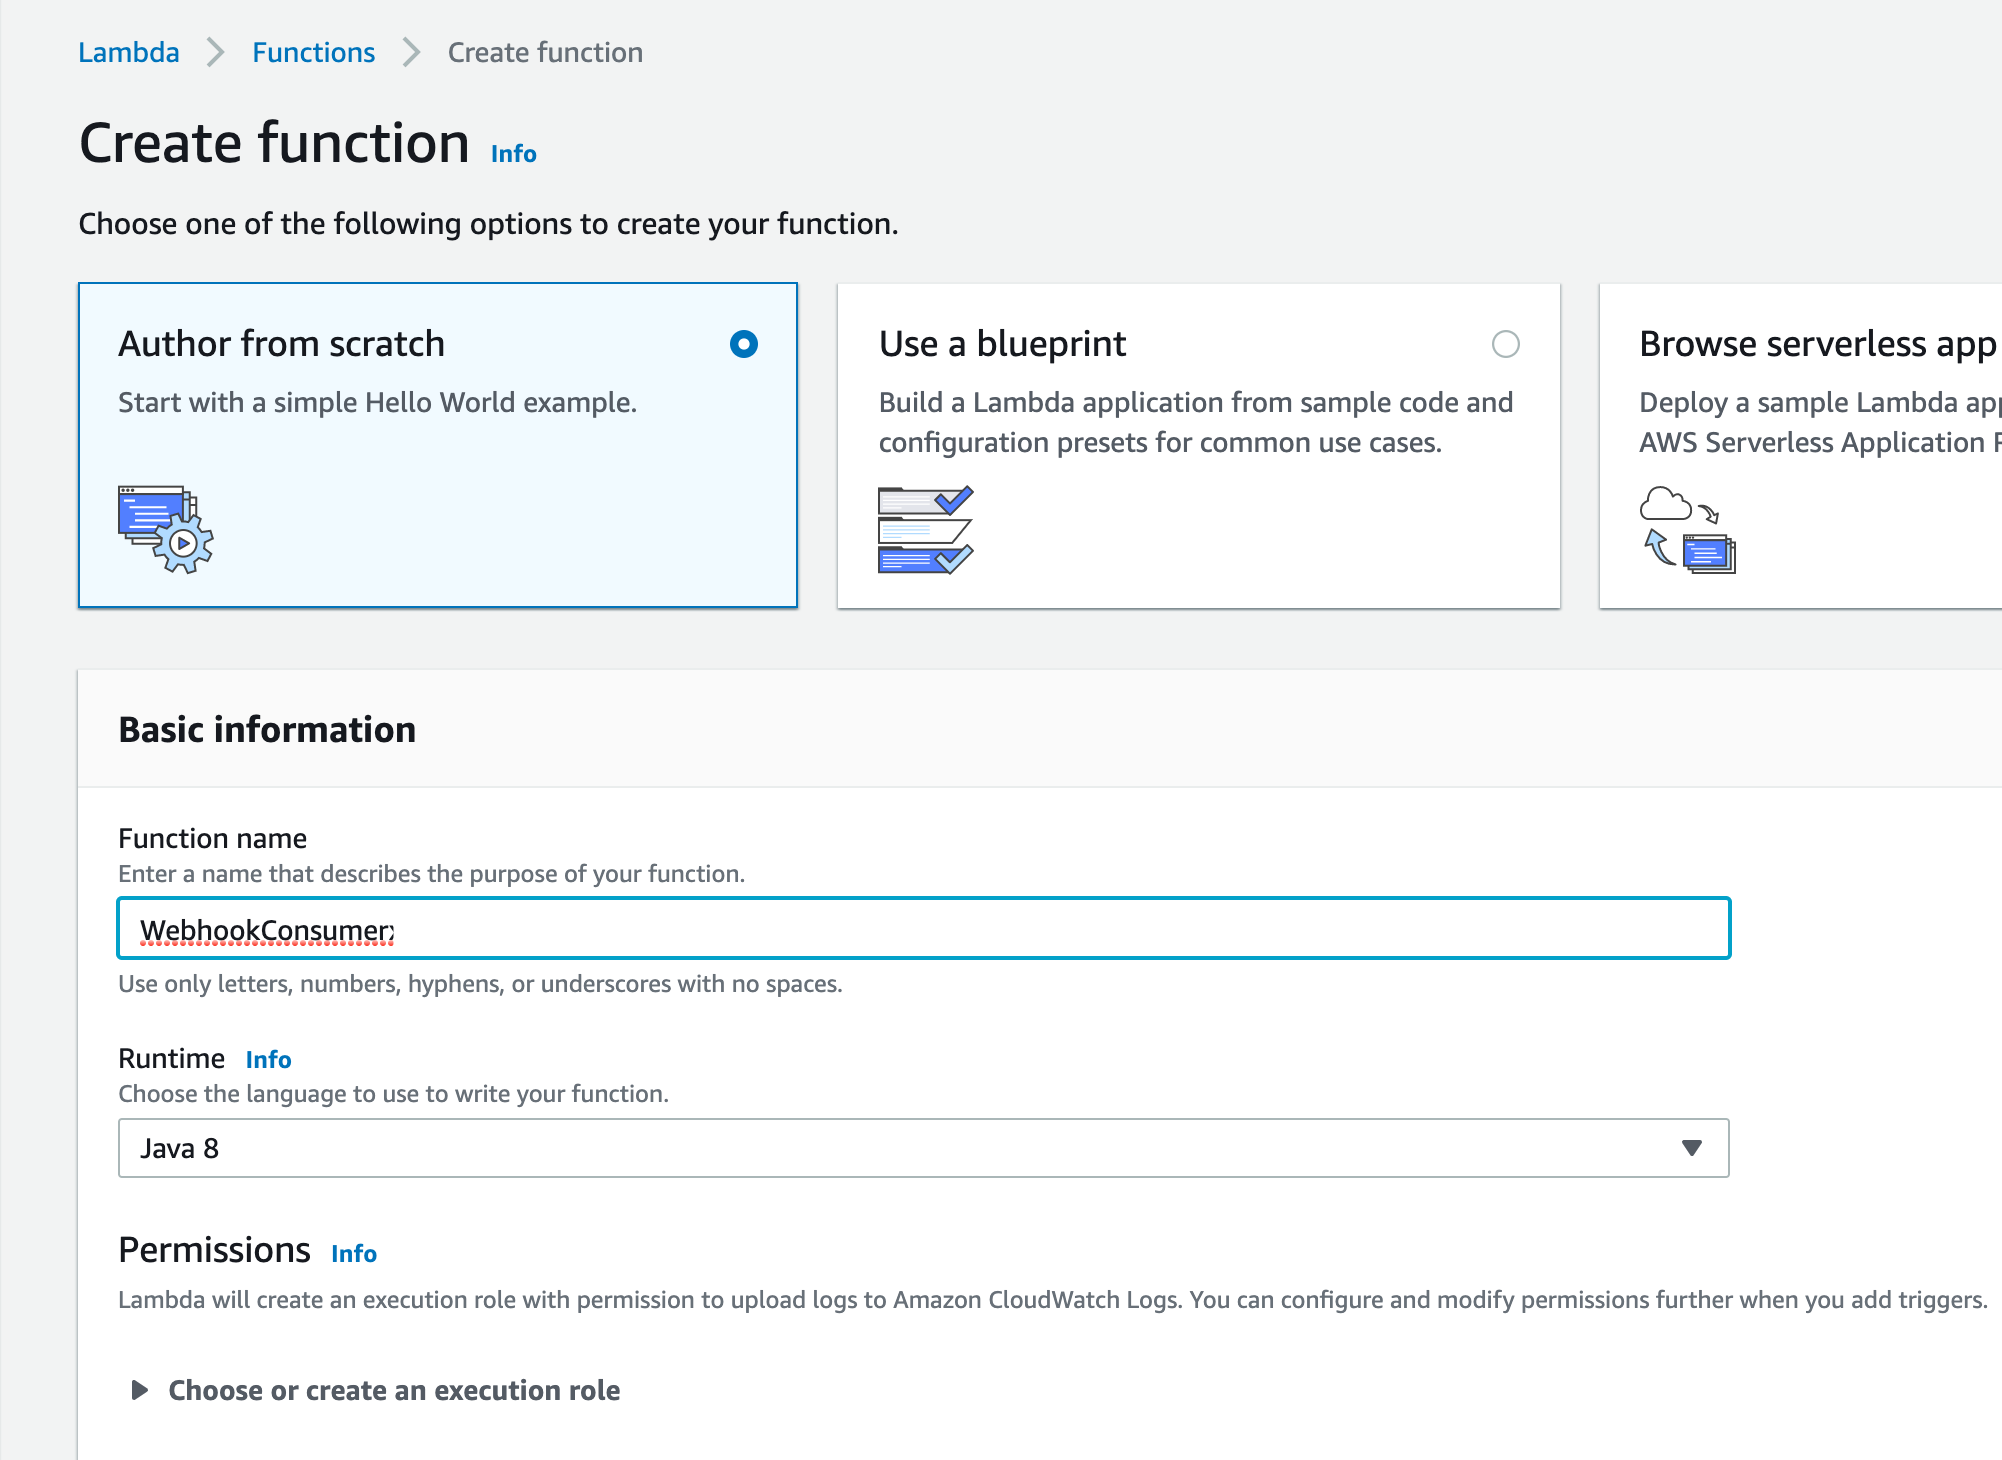 Lambda > Functions > Create function
Create function Info
Choose one of the following options to create your function.
Author from scratch
Start with a simple Hello World example.
Use a blueprint
Build a Lambda application from sample code and
configuration presets for common use cases.
Browse serverless app
Deploy a sample Lambda
AWS Serverless Application
Basic information
Function name
Enter a name that describes the purpose of your function.
WebhookConsumer
Use only letters, numbers, hyphens, or underscores with no spaces.
Runtime Info
Choose the language to use to write your function.
Java 8
Permissions Info
Lambda will create an execution role with permission to upload logs to Amazon CloudWatch Logs. You can configure and modify permissions further when you add triggers.
Choose or create an execution role